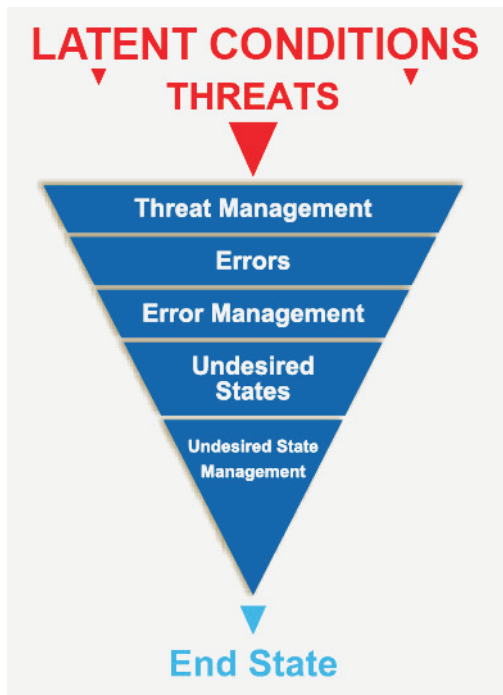 LATENT CONDITIONS
THREATS
Threat Management
Errors
Error Management
Undesired
States
Undesired State
Management
End State